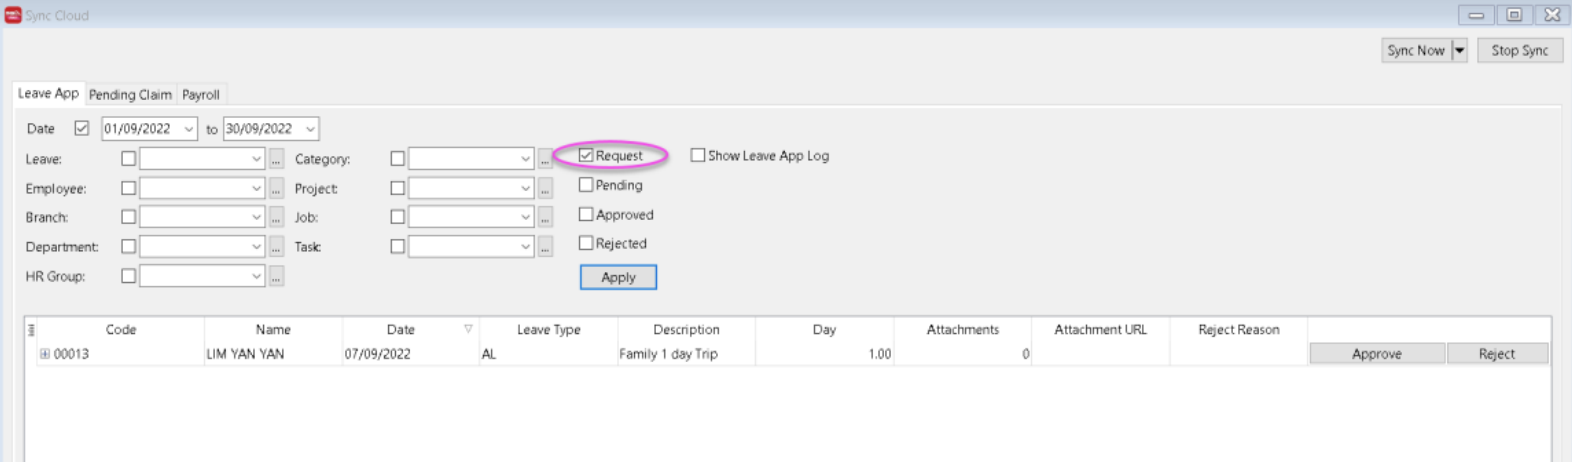 Sync Cloud
Sync Now Stop Sync
Leave App Pending Claim Payroll
Date 01/09/2022 to 30/09/2022
Leave: ... Category: ... Request Show Leave App Log
Employee: ... Project: ... Pending
Branch: ... Job: ... Approved
Department: ... Task: ... Rejected
HR Group: ... Apply
Code Name Date Leave Type Description Day Attachments Attachment URL Reject Reason
00013 LIM YAN YAN 07/09/2022 AL Family 1 day Trip 1.00 0 Approve Reject